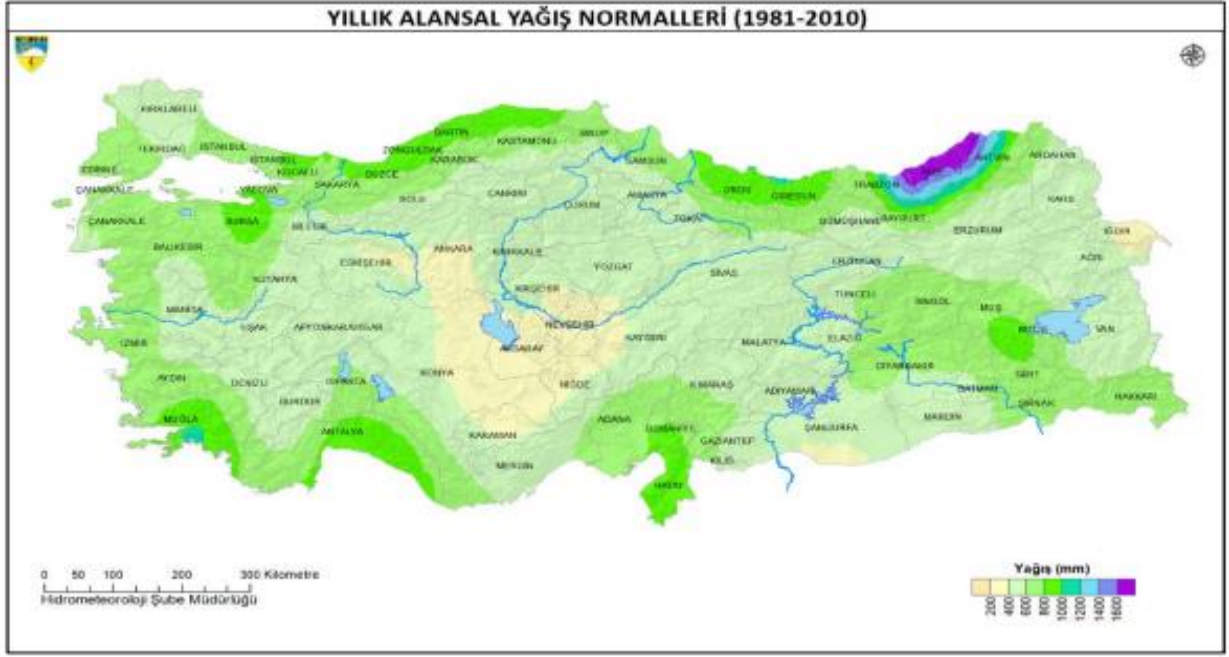 YILLIK ALANSAL YAĞIŞ NORMALLERİ (1981-2010)
KIRKLARELİ
TEKİRDAĞ
İSTANBUL
EDİRNE
İSTANBUL
KOCAELİ
YALOVA
SAKARYA
DÜZCE
ZONGULDAK
BARTIN
KARABÜK
KASTAMONU
SİNOP
SAMSUN
ÇANAKKALE
ÇANAKKALE
BURSA
BALIKESİR
BOLU
ÇANKIRI
ÇORUM
AMASYA
TOKAT
ORDU
GİRESUN
TRABZON
ARTVİN
ARDAHAN
KARS
IĞDIR
AĞRI
ERZURUM
BAYBURT
GÜMÜŞHANE
ESKİŞEHİR
ANKARA
KIRIKKALE
YOZGAT
SİVAS
ERZİNCAN
TUNCELİ
BİNGÖL
MUŞ
BİTLİS
VAN
KÜTAHYA
MANİSA
UŞAK
AFYONKARAHİSAR
KIRŞEHİR
NEVŞEHİR
AKSARAY
KAYSERİ
MALATYA
ELAZIĞ
DİYARBAKIR
BATMAN
SİİRT
ŞIRNAK
HAKKARİ
İZMİR
AYDIN
DENİZLİ
ISPARTA
BURDUR
KONYA
NİĞDE
K.MARAŞ
ADIYAMAN
MARDİN
ŞANLIURFA
MUĞLA
ANTALYA
KARAMAN
MERSİN
ADANA
OSMANİYE
GAZİANTEP
KİLİS
HATAY
0 50 100 200 300 Kilometre
Hidrometeoroloji Şube Müdürlüğü
Yağış (mm)
200 400 600 800 1000 1200 1400 1600